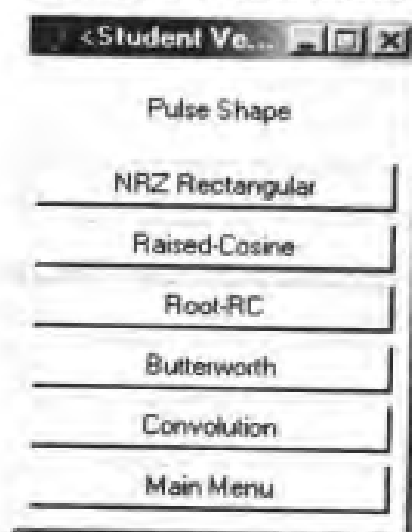 <Student Ve...
Pulse Shape
NRZ Rectangular
Raised-Cosine
Root-RC
Butterworth
Convolution
Main Menu